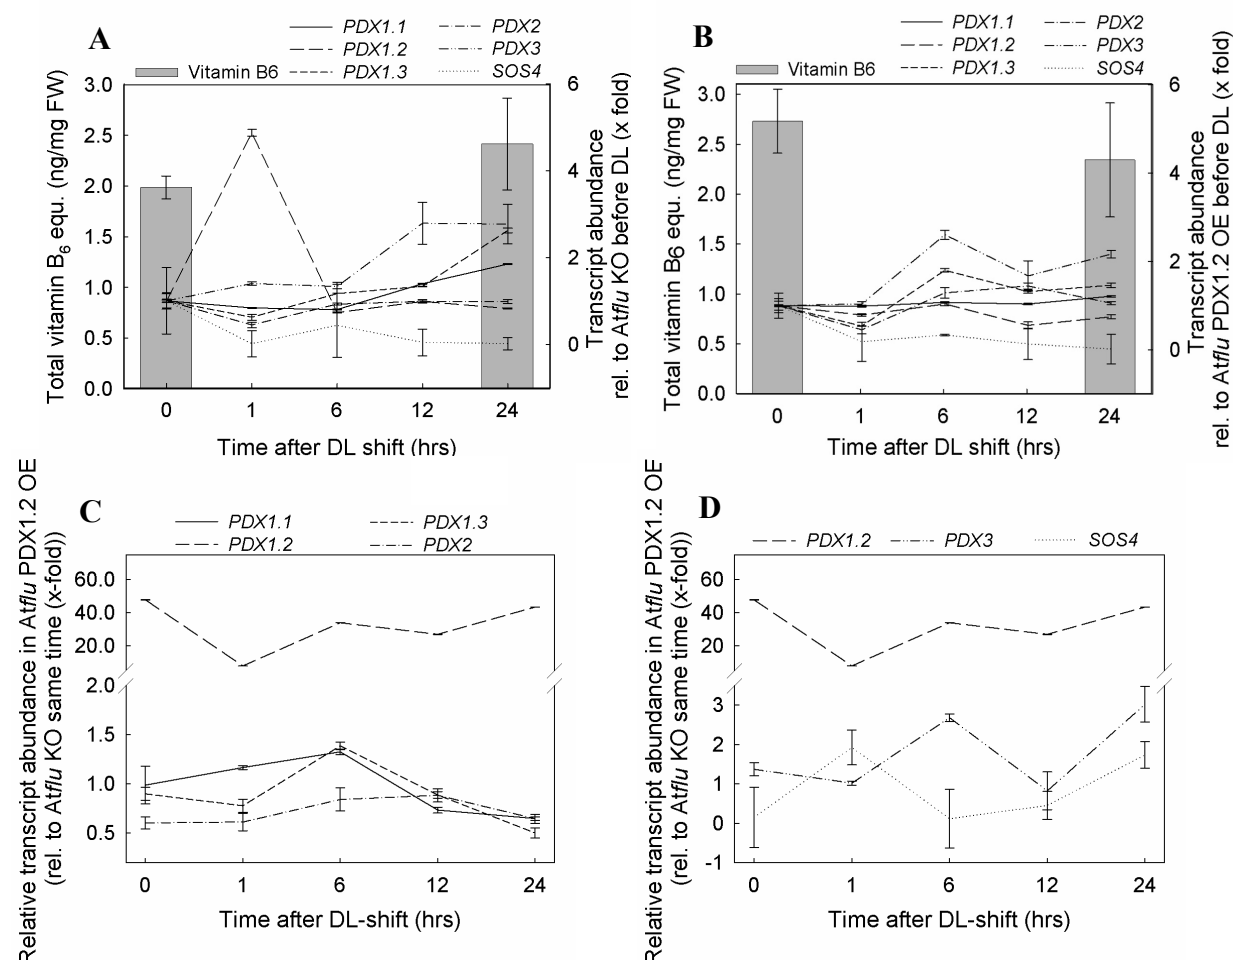 A
PDX1.1
PDX2
PDX1.2
PDX3
Vitamin B6
PDX1.3
SOS4
Total vitamin B6 equ. (ng/mg FW)
3.0
2.5
2.0
1.5
1.0
0.5
0.0
6
4
2
0
Transcript abundance
rel. to Atflu KO before DL (x fold)
0 1 6 12 24
Time after DL shift (hrs)
B
PDX1.1
PDX2
PDX1.2
PDX3
Vitamin B6
PDX1.3
SOS4
Total vitamin B6 equ. (ng/mg FW)
3.0
2.5
2.0
1.5
1.0
0.5
0.0
6
4
2
0
Transcript abundance
rel. to Atflu PDX1.2 OE before DL (x fold)
0 1 6 12 24
Time after DL shift (hrs)
C
PDX1.1
PDX1.3
PDX1.2
PDX2
Relative transcript abundance in Atflu PDX1.2 OE
(rel. to Atflu KO same time (x-fold))
60.0
40.0
20.0
2.0
1.5
1.0
0.5
0 1 6 12 24
Time after DL-shift (hrs)
D
PDX1.2
PDX3
SOS4
Relative transcript abundance in Atflu PDX1.2 OE
(rel. to Atflu KO same time (x-fold))
60
40
20
3
2
1
0
-1
0 1 6 12 24
Time after DL-shift (hrs)